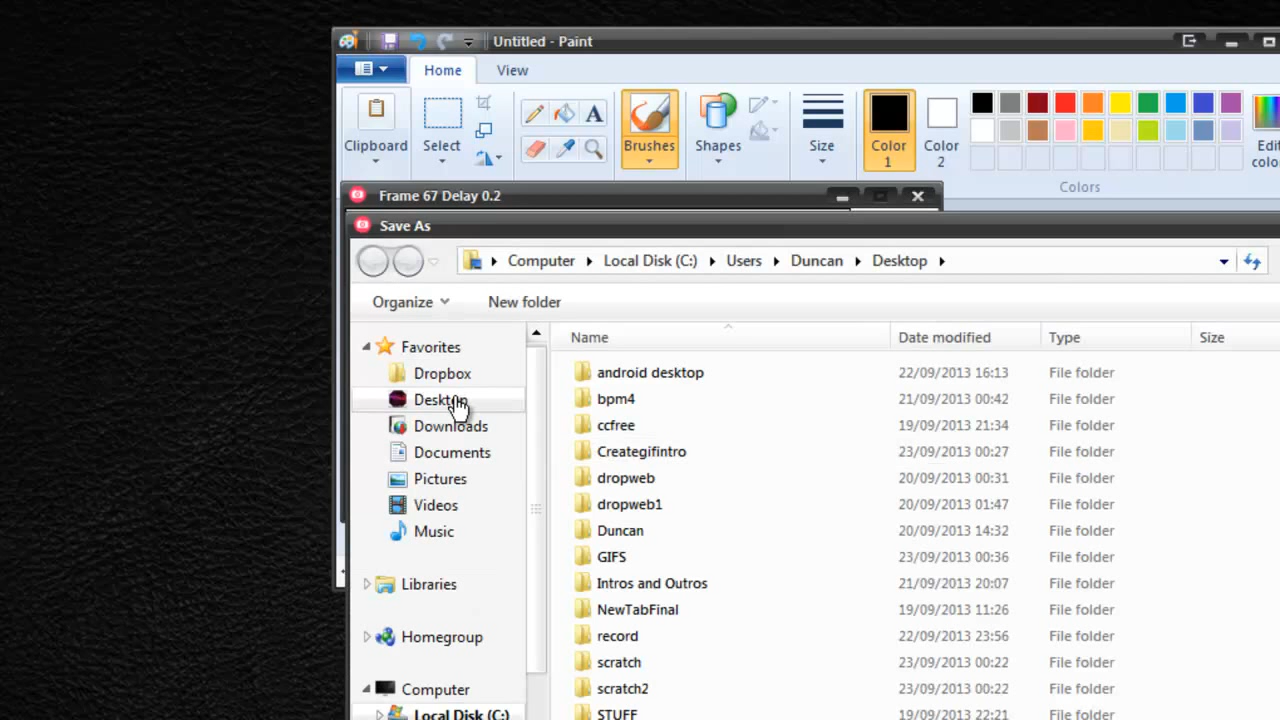 Untitled - Paint
Home View
Clipboard Select Brushes Shapes Size Color 1 Color 2
Colors
Frame 67 Delay 0.2
Save As
Computer Local Disk (C:) Users Duncan Desktop
Organize New folder
Name Date modified Type Size
Favorites
Dropbox
Desktop
Downloads
Documents
Pictures
Videos
Music
Libraries
Homegroup
Computer
Local Disk (C:)
android desktop 22/09/2013 16:13 File folder
bpm4 21/09/2013 00:42 File folder
ccfree 19/09/2013 21:34 File folder
Creategifintro 23/09/2013 00:27 File folder
dropweb 20/09/2013 00:31 File folder
dropweb1 20/09/2013 01:47 File folder
Duncan 20/09/2013 14:32 File folder
GIFS 23/09/2013 00:36 File folder
Intros and Outros 21/09/2013 20:07 File folder
NewTabFinal 19/09/2013 11:26 File folder
record 22/09/2013 23:56 File folder
scratch 23/09/2013 00:22 File folder
scratch2 23/09/2013 00:22 File folder
STUFF 19/09/2013 22:21 File folder